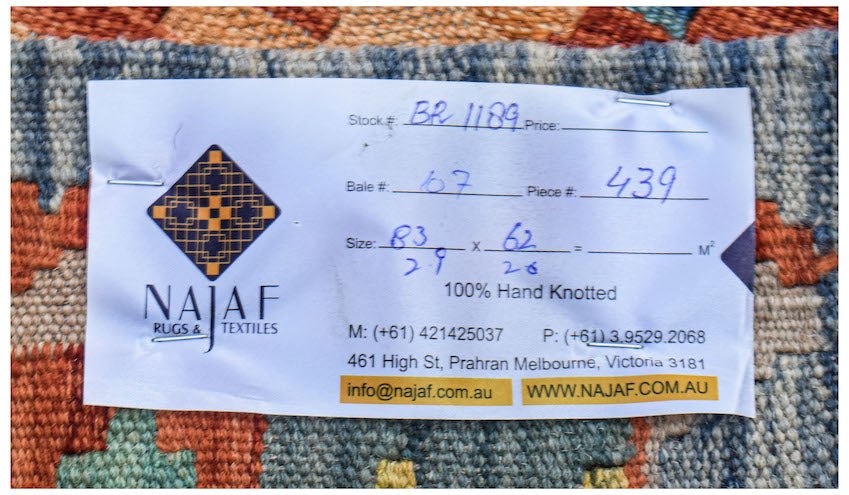 NAJAF
RUGS & TEXTILES
Stock #: BR 1189 Price:
Bale #: 107 Piece #: 439
Size: 83 x 62 = M²
29 20
100% Hand Knotted
M: (+61) 421425037 P: (+61) 3.9529.2068
461 High St, Prahran Melbourne, Victoria 3181
info@najaf.com.au WWW.NAJAF.COM.AU